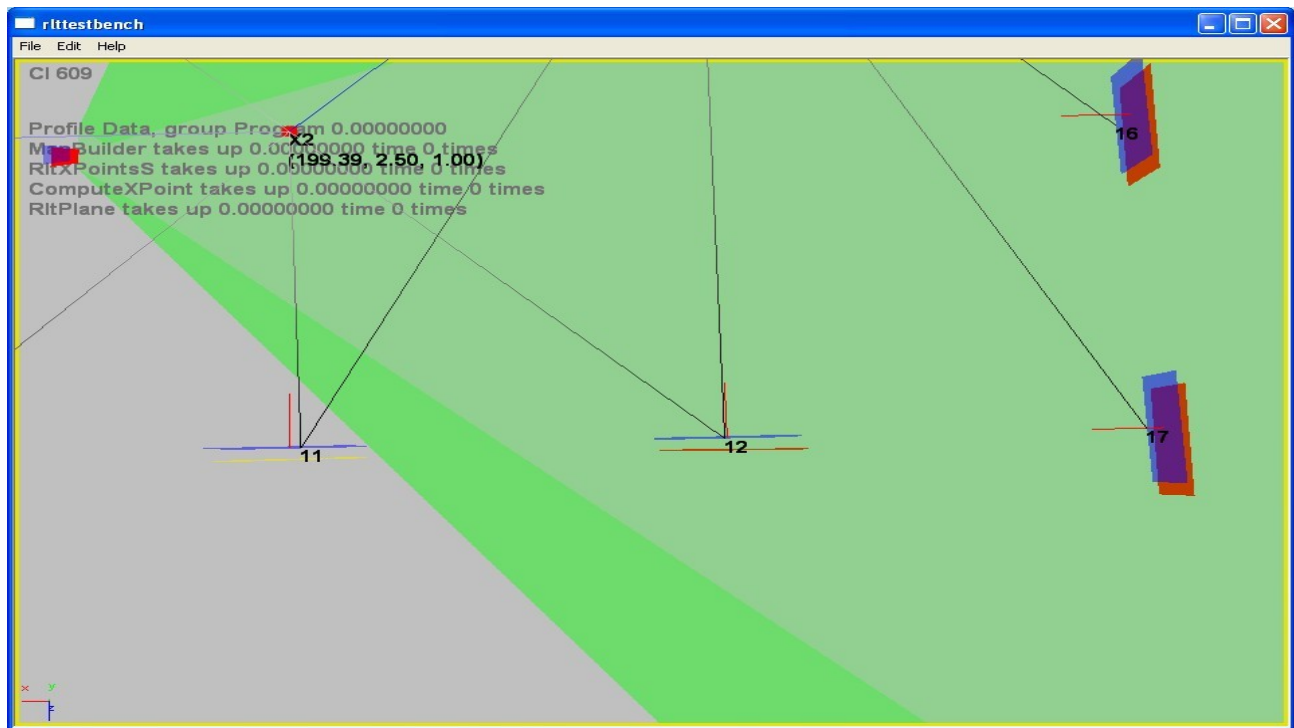 rlttestbench
File Edit Help
CI 609
Profile Data, group Program 0.00000000
MapBuilder takes up 0.00000000 time 0 times
RltXPointsS takes up 0.00000000 time 0 times
ComputeXPoint takes up 0.00000000 time 0 times
RltPlane takes up 0.00000000 time 0 times
X2
(199.39, 2.50, 1.00)
16
11
12
17
x y
z